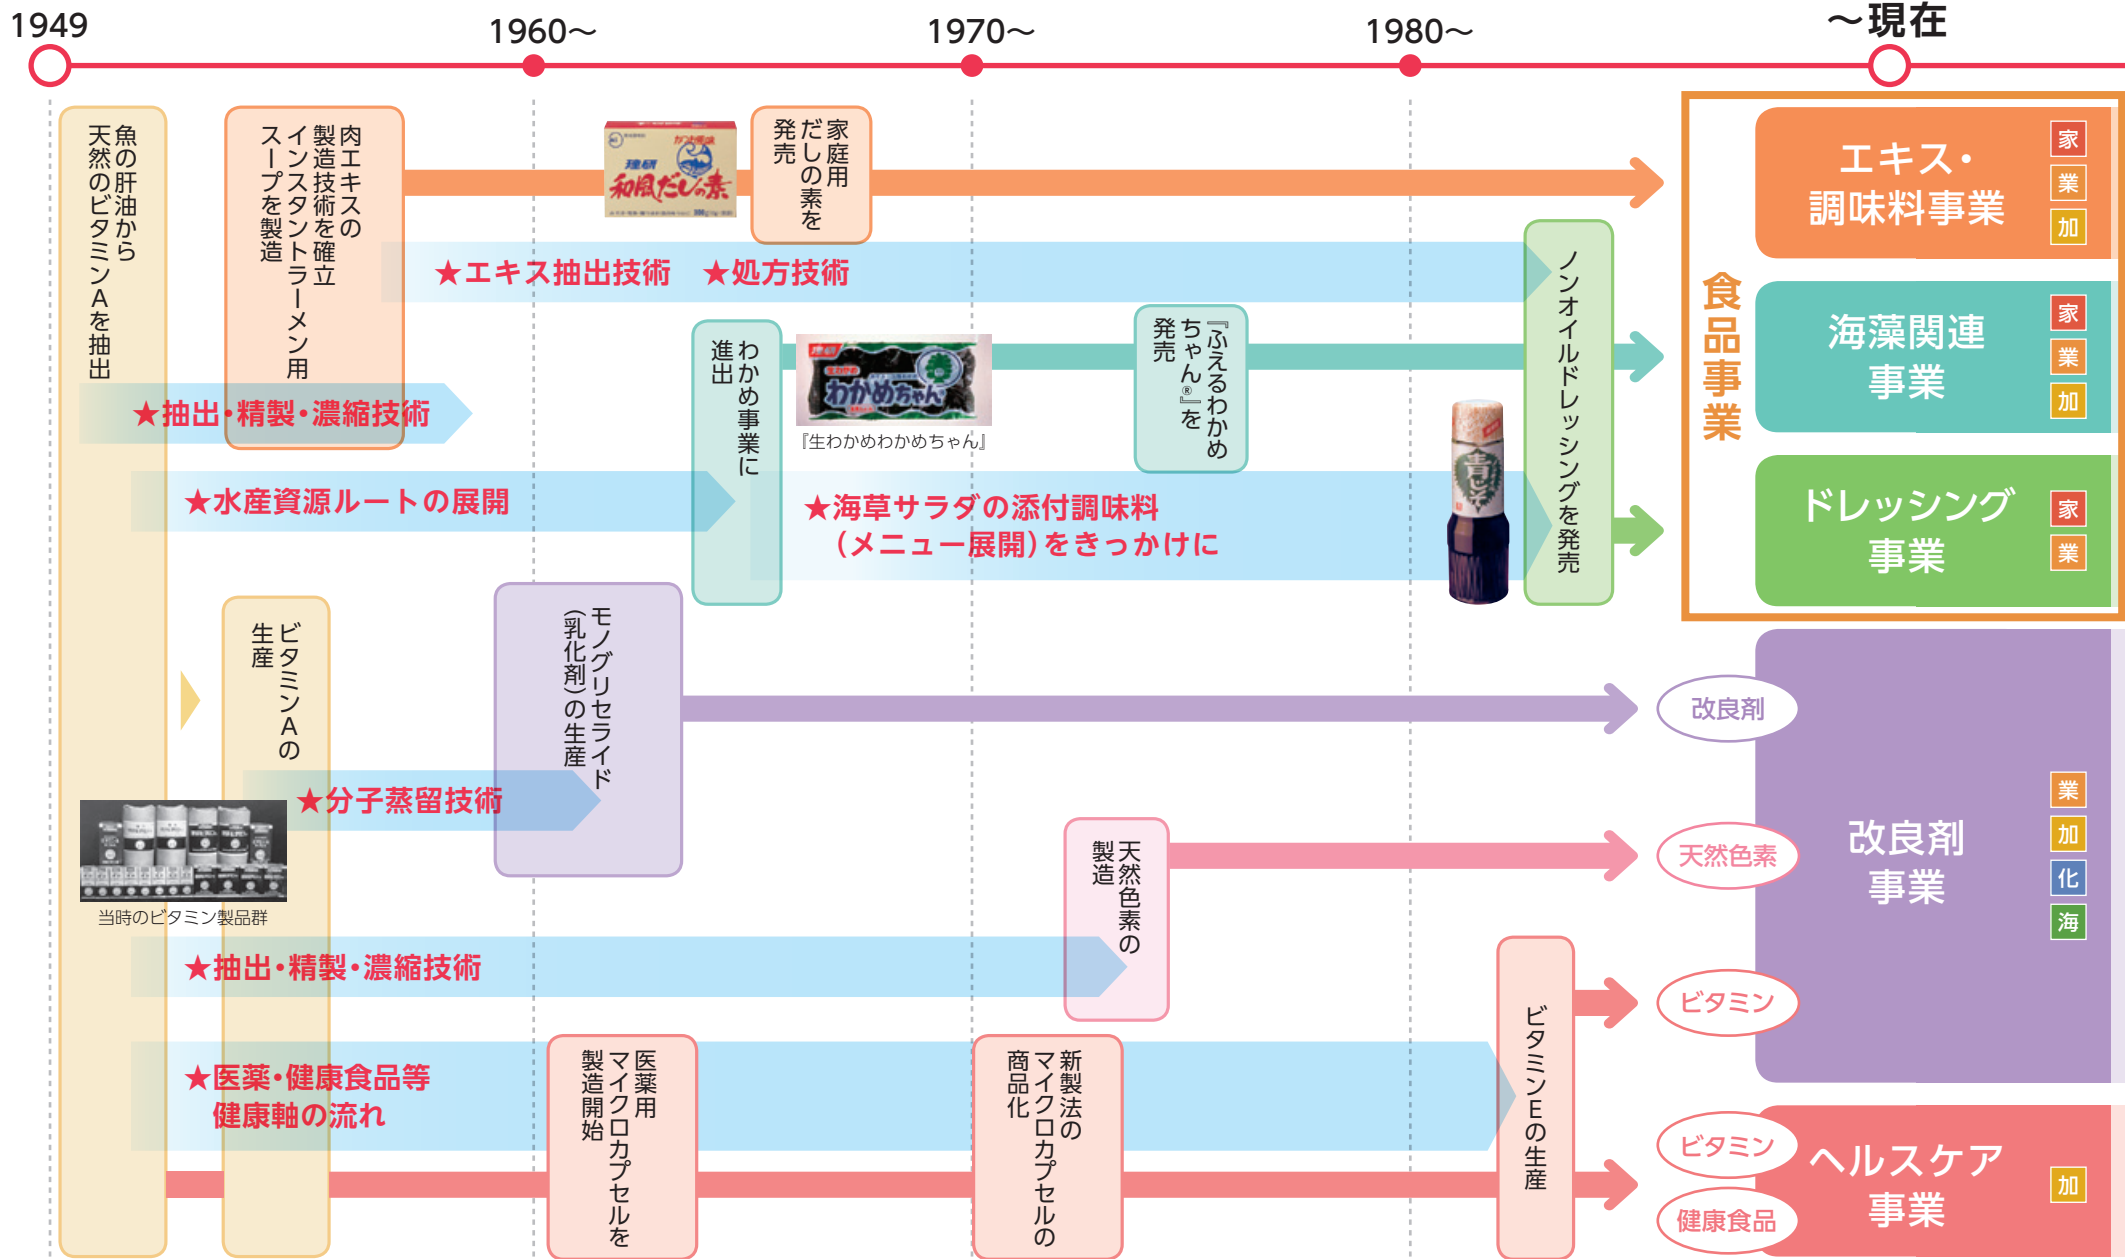 1949
1960～
1970～
1980～
～現在
魚の肝油から
天然のビタミンAを抽出
肉エキスの
製造技術を確立
インスタントラーメン用
スープを製造
理研
和風だしの素
家庭用
だしの素を
発売
★エキス抽出技術 ★処方技術
★抽出・精製・濃縮技術
★水産資源ルートの展開
わかめ事業に
進出
理研
生わかめ
わかめちゃん
『生わかめわかめちゃん』
『ふえるわかめ
ちゃん®』を
発売
★海草サラダの添付調味料
（メニュー展開）をきっかけに
青じそ
ノンオイルドレッシングを発売
ビタミンAの
生産
★分子蒸留技術
当時のビタミン製品群
モノグリセライド
（乳化剤）の生産
天然色素の
製造
★抽出・精製・濃縮技術
★医薬・健康食品等
健康軸の流れ
医薬用
マイクロカプセルを
製造開始
新製法の
マイクロカプセルの
商品化
ビタミンEの生産
食品事業
エキス・
調味料事業
家
業
加
海藻関連
事業
家
業
加
ドレッシング
事業
家
業
改良剤
天然色素
ビタミン
改良剤
事業
業
加
化
海
ビタミン
健康食品
ヘルスケア
事業
加